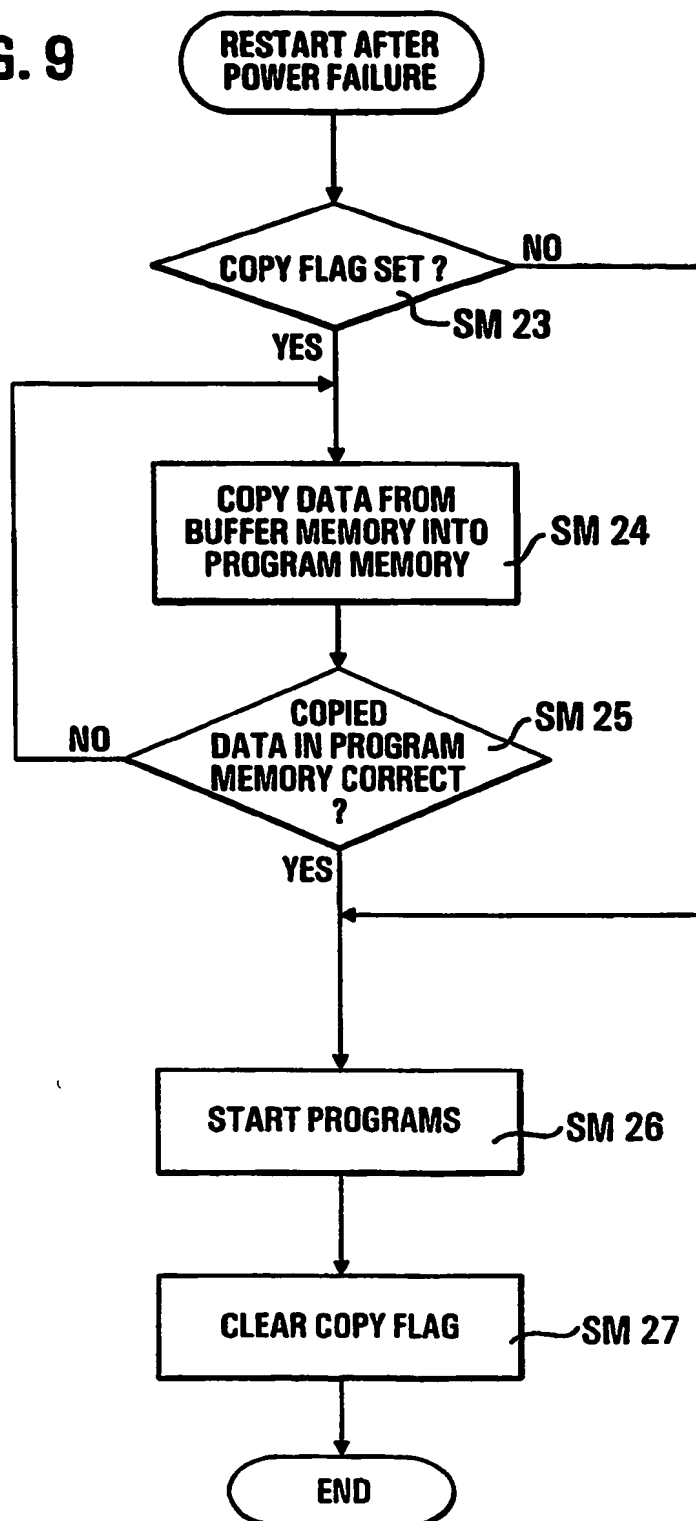 G. 9
RESTART AFTER
POWER FAILURE
COPY FLAG SET ?
NO
SM 23
YES
COPY DATA FROM
BUFFER MEMORY INTO
PROGRAM MEMORY
SM 24
COPIED
DATA IN PROGRAM
MEMORY CORRECT
?
SM 25
NO
YES
START PROGRAMS
SM 26
CLEAR COPY FLAG
SM 27
END